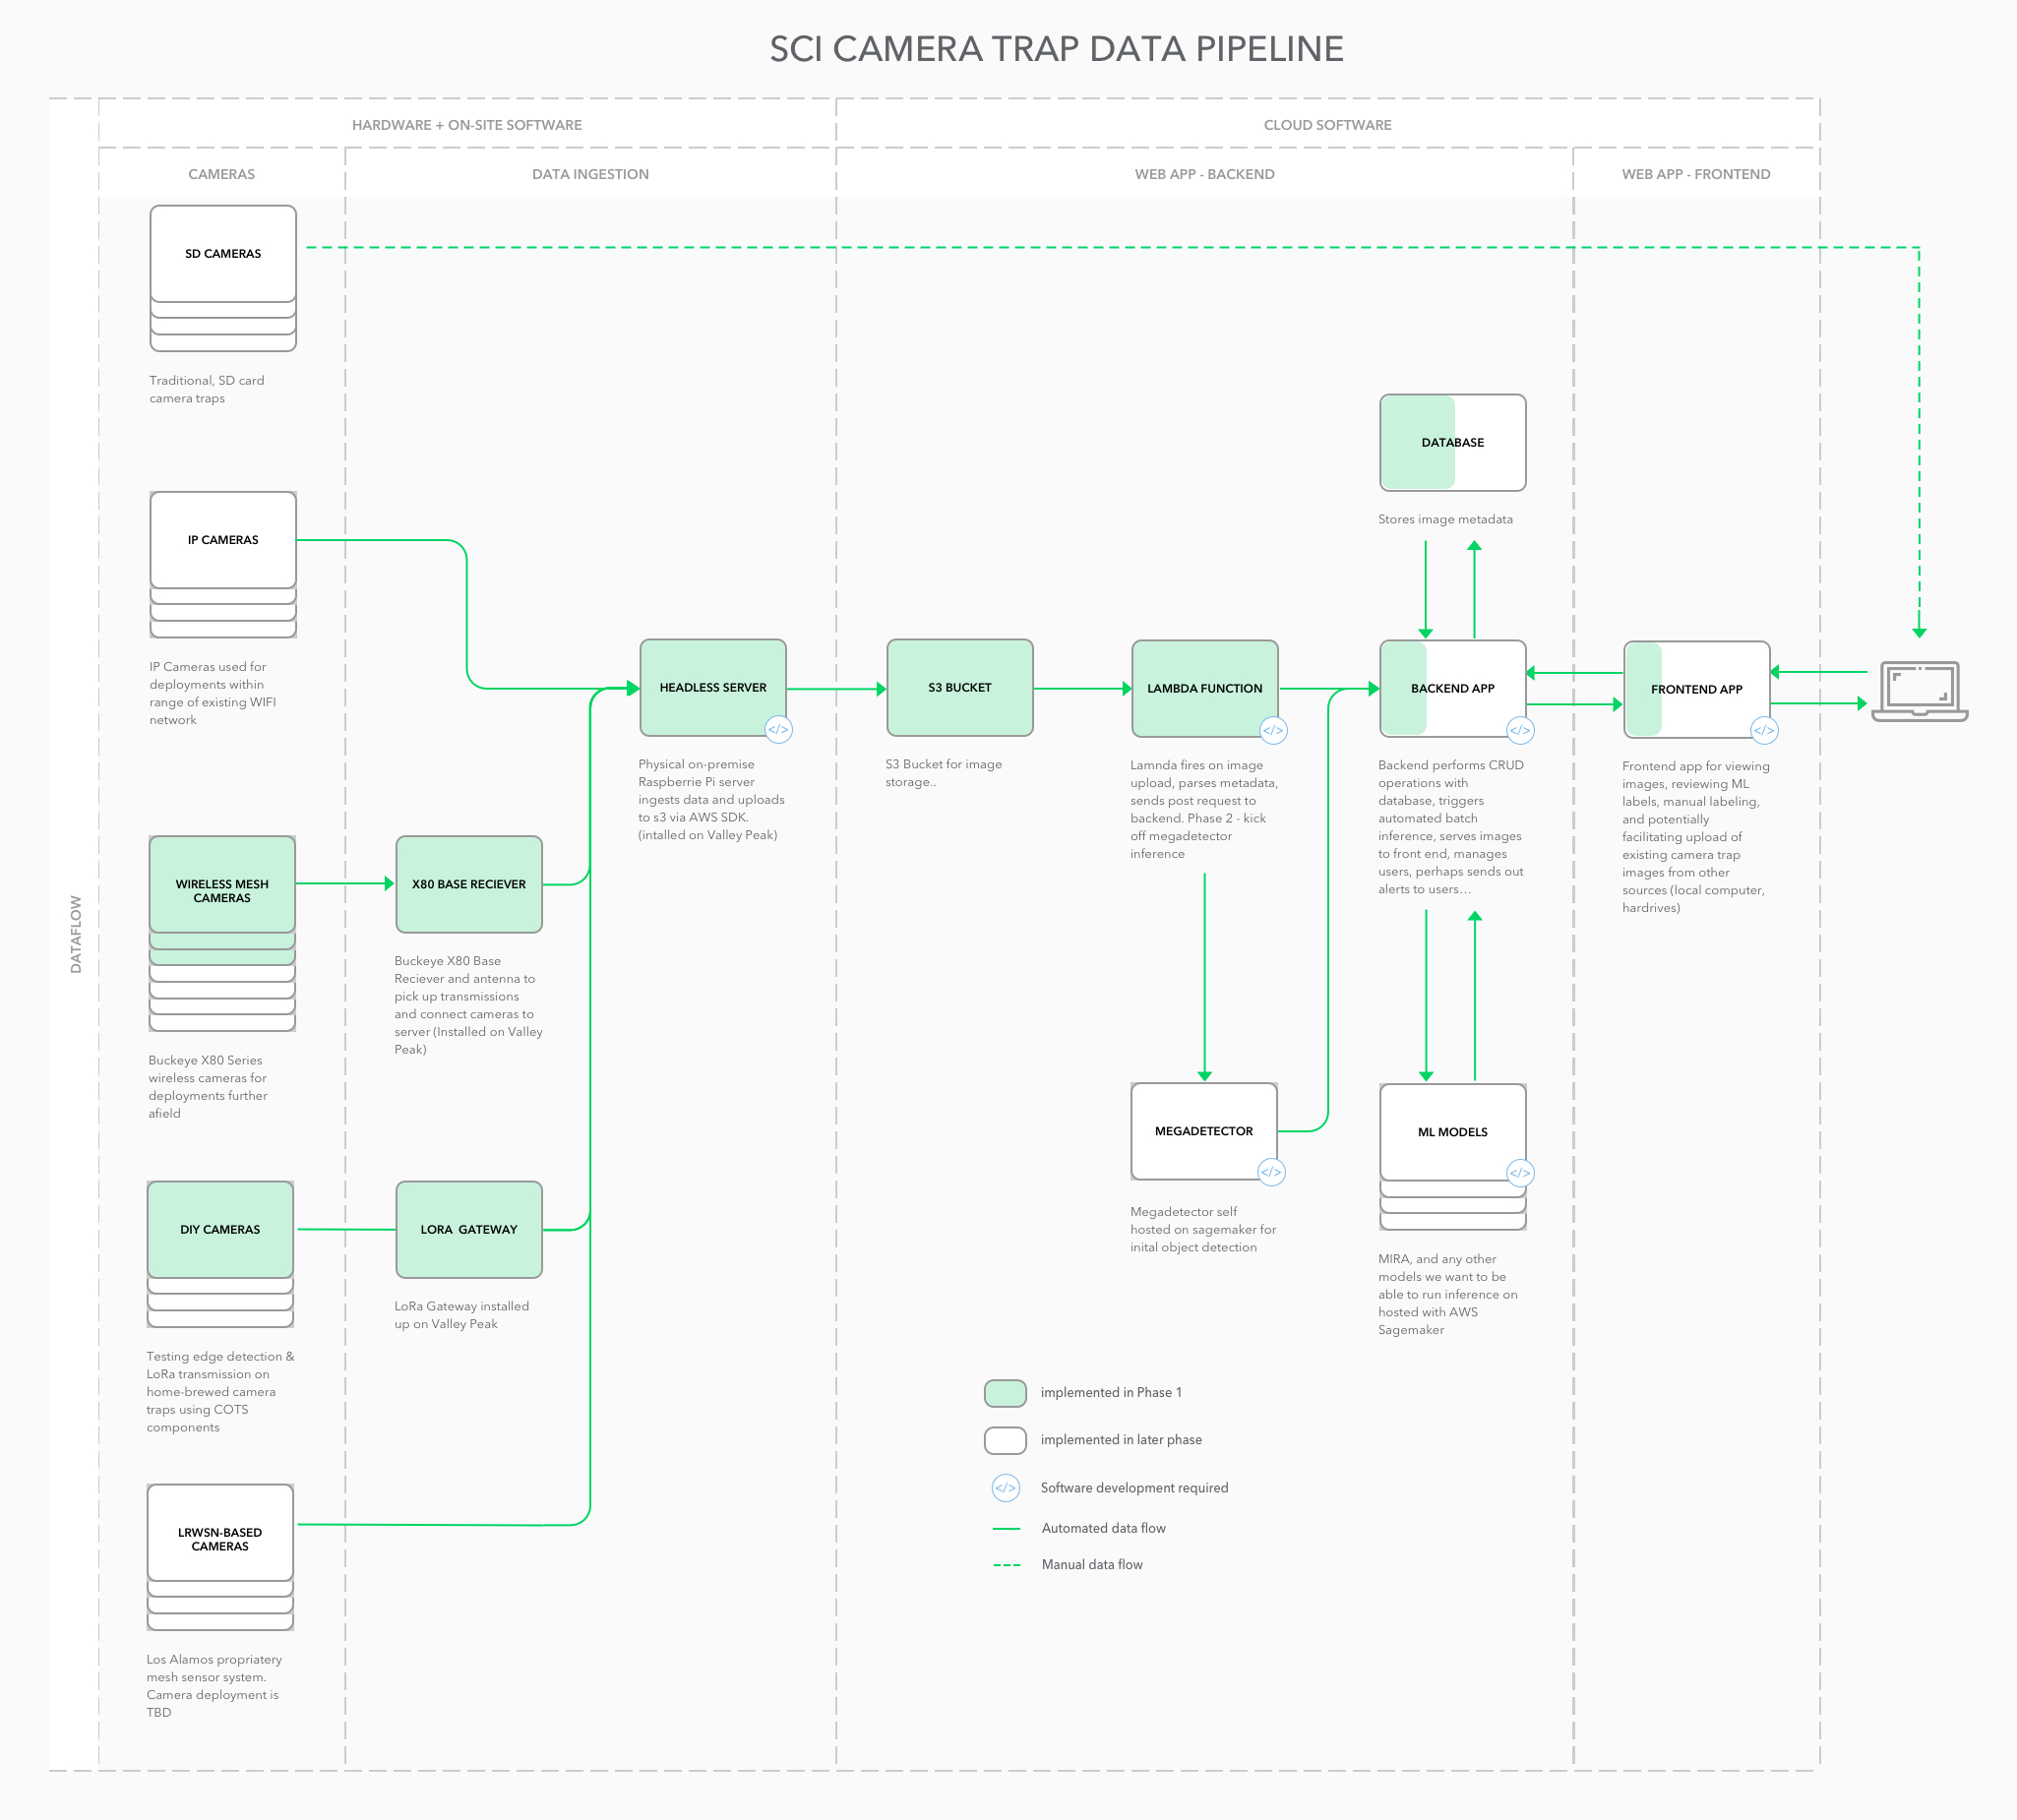 SCI CAMERA TRAP DATA PIPELINE
HARDWARE + ON-SITE SOFTWARE
CLOUD SOFTWARE
CAMERAS
DATA INGESTION
WEB APP - BACKEND
WEB APP - FRONTEND
DATAFLOW
SD CAMERAS
Traditional, SD card
camera traps
IP CAMERAS
IP Cameras used for
deployments within
range of existing WIFI
network
WIRELESS MESH
CAMERAS
Buckeye X80 Series
wireless cameras for
deployments further
afield
DIY CAMERAS
Testing edge detection &
LoRa transmission on
home-brewed camera
traps using COTS
components
LRWSN-BASED
CAMERAS
Los Alamos propriatery
mesh sensor system.
Camera deployment is
TBD
X80 BASE RECIEVER
Buckeye X80 Base
Reciever and antenna to
pick up transmissions
and connect cameras to
server (Installed on Valley
Peak)
LORA GATEWAY
LoRa Gateway installed
up on Valley Peak
HEADLESS SERVER
</>
Physical on-premise
Raspberrie Pi server
ingests data and uploads
to s3 via AWS SDK.
(intalled on Valley Peak)
S3 BUCKET
S3 Bucket for image
storage..
LAMBDA FUNCTION
</>
Lamnda fires on image
upload, parses metadata,
sends post request to
backend. Phase 2 - kick
off megadetector
inference
MEGADETECTOR
</>
Megadetector self
hosted on sagemaker for
inital object detection
DATABASE
Stores image metadata
BACKEND APP
</>
Backend performs CRUD
operations with
database, triggers
automated batch
inference, serves images
to front end, manages
users, perhaps sends out
alerts to users…
ML MODELS
</>
MIRA, and any other
models we want to be
able to run inference on
hosted with AWS
Sagemaker
FRONTEND APP
</>
Frontend app for viewing
images, reviewing ML
labels, manual labeling,
and potentially
facilitating upload of
existing camera trap
images from other
sources (local computer,
hardrives)
implemented in Phase 1
implemented in later phase
</>
Software development required
Automated data flow
Manual data flow